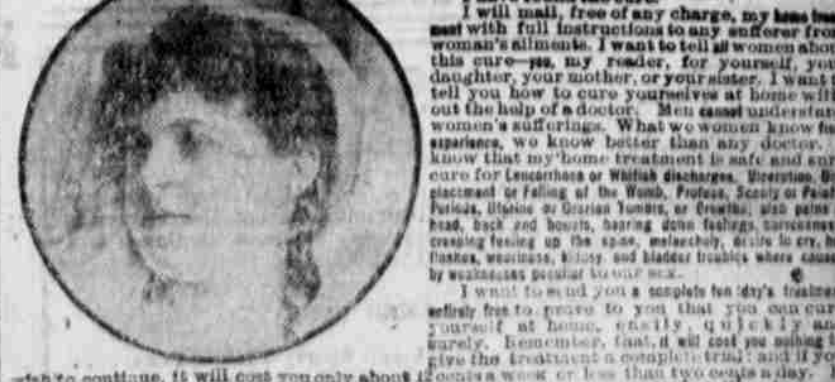 I will mail, free of any charge, my home treat
ment with full instructions to any sufferer from
woman's ailments. I want to tell all women about
this cure—you, my reader, for yourself, your
daughter, your mother, or your sister. I want t
tell you how to cure yourselves at home with
out the help of a doctor. Men cannot understand
women's sufferings. What we women know from
experience, we know better than any doctor.
know that my home treatment is safe and sure
cure for Leucorrhoea or Whitish discharges, Ulceration, Di
placement or Falling of the Womb, Profuse, Scanty or Painf
Periods, Uterine or Ovarian Tumors, or Growths, also pains
head, back and bowels, bearing down feelings, nervousness
creeping feeling up the spine, melancholy, desire to cry, h
flashes, weariness, kidney and bladder troubles where cause
by weaknesses peculiar to our sex.
I want to send you a complete ten day's treatme
entirely free to prove to you that you can cure
yourself at home, easily, quickly an
surely. Remember, that, it will cost you nothing t
give the treatment a complete trial; and if yo
wish to continue, it will cost you only about 12 cents a week or less than two cents a day.